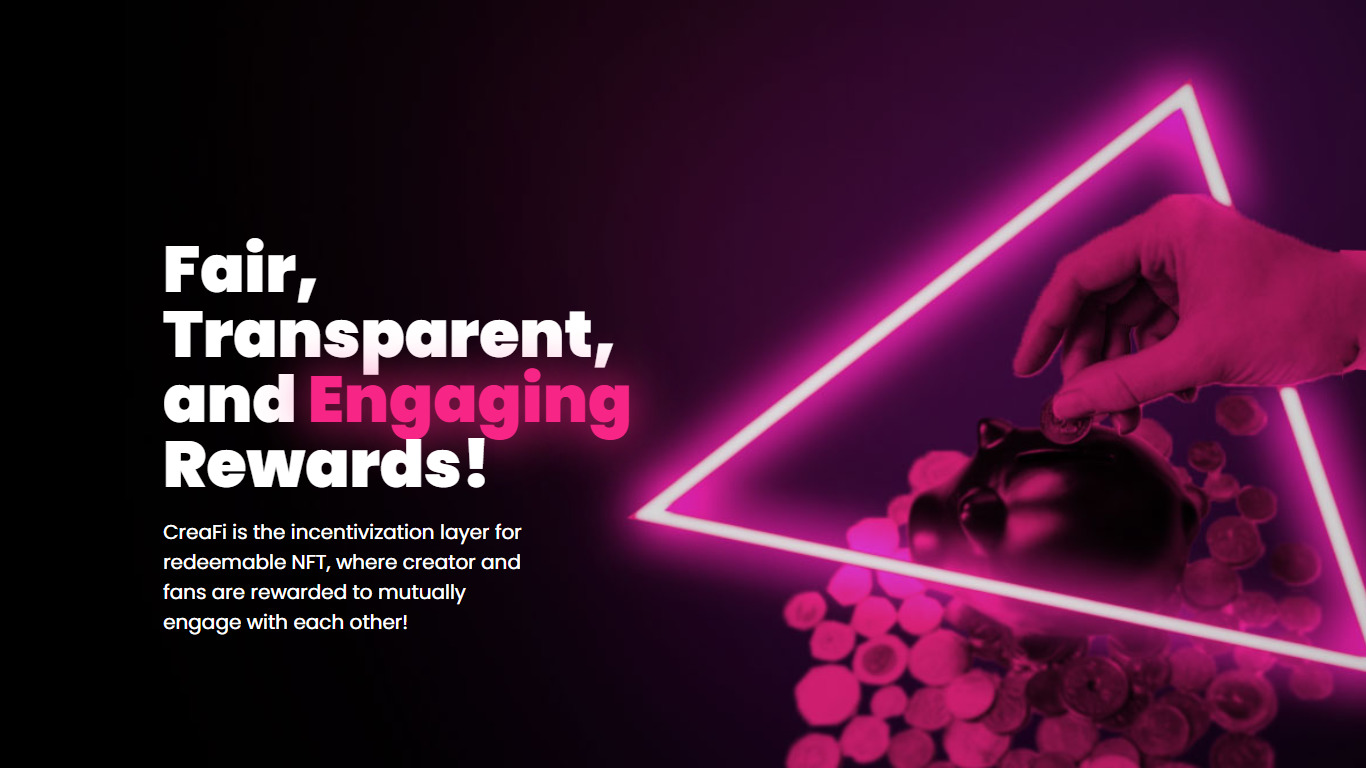 Fair,
Transparent,
and Engaging
Rewards!
CreaFi is the incentivization layer for
redeemable NFT, where creator and
fans are rewarded to mutually
engage with each other!